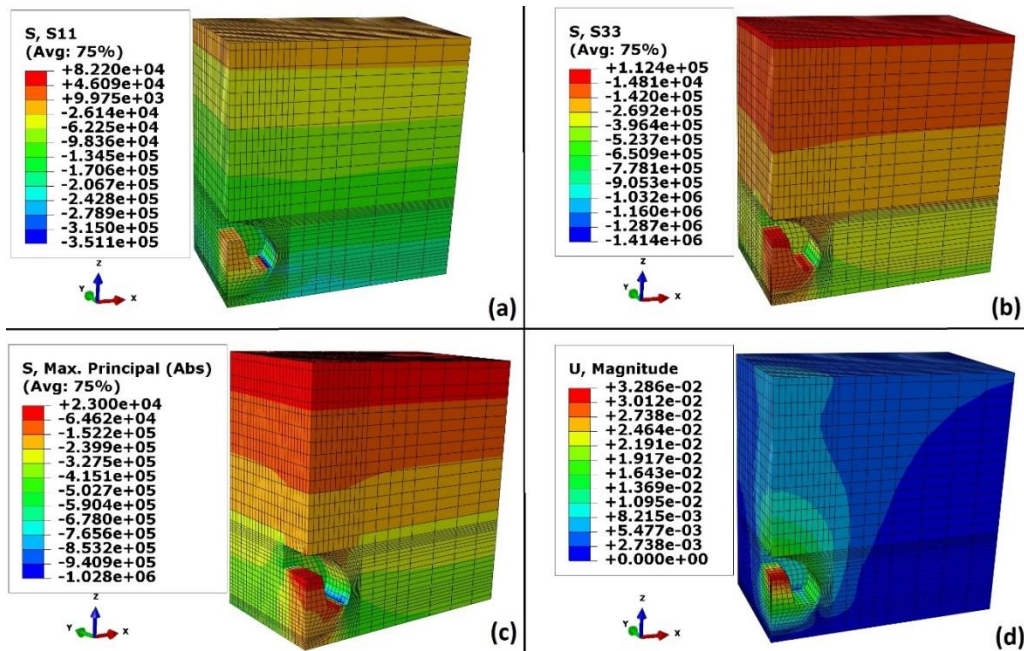 S, S11
(Avg: 75%)
+8.220e+04
+4.609e+04
+9.975e+03
-2.614e+04
-6.225e+04
-9.836e+04
-1.345e+05
-1.706e+05
-2.067e+05
-2.428e+05
-2.789e+05
-3.150e+05
-3.511e+05
Z
Y
X
(a)
S, S33
(Avg: 75%)
+1.124e+05
-1.481e+04
-1.420e+05
-2.692e+05
-3.964e+05
-5.237e+05
-6.509e+05
-7.781e+05
-9.053e+05
-1.032e+06
-1.160e+06
-1.287e+06
-1.414e+06
Z
Y
X
(b)
S, Max. Principal (Abs)
(Avg: 75%)
+2.300e+04
-6.462e+04
-1.522e+05
-2.399e+05
-3.275e+05
-4.151e+05
-5.027e+05
-5.904e+05
-6.780e+05
-7.656e+05
-8.532e+05
-9.409e+05
-1.028e+06
Z
Y
X
(c)
U, Magnitude
+3.286e-02
+3.012e-02
+2.738e-02
+2.464e-02
+2.191e-02
+1.917e-02
+1.643e-02
+1.369e-02
+1.095e-02
+8.215e-03
+5.477e-03
+2.738e-03
+0.000e+00
Z
Y
X
(d)